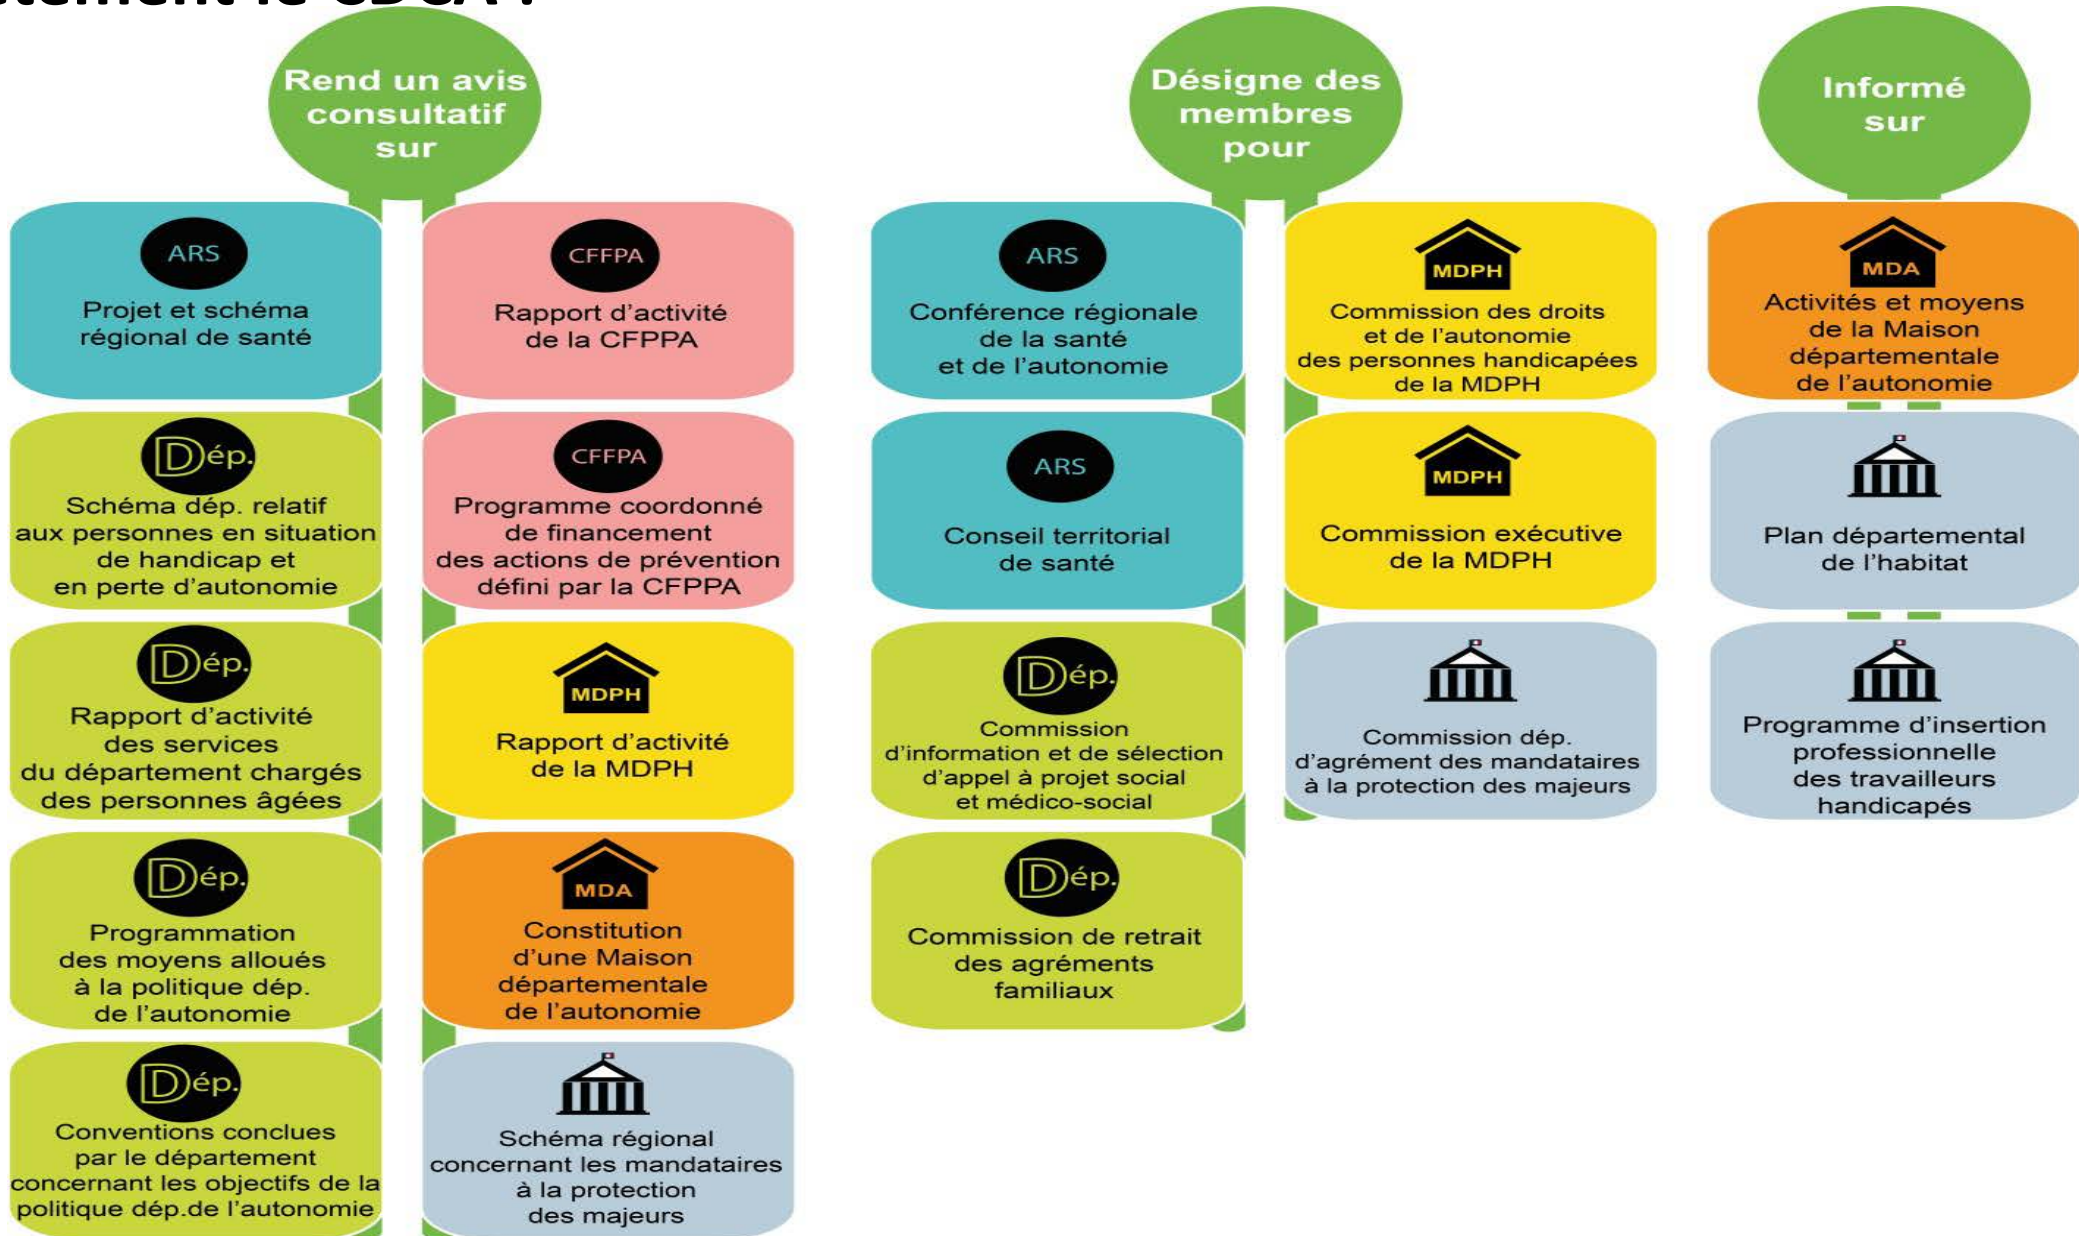 Rend un avis
consultatif
sur
ARS
Projet et schéma
régional de santé
CFFPA
Rapport d'activité
de la CFPPA
Dép.
Schéma dép. relatif
aux personnes en situation
de handicap et
en perte d'autonomie
CFFPA
Programme coordonné
de financement
des actions de prévention
défini par la CFPPA
Dép.
Rapport d'activité
des services
du département chargés
des personnes âgées
MDPH
Rapport d'activité
de la MDPH
Dép.
Programmation
des moyens alloués
à la politique dép.
de l'autonomie
MDA
Constitution
d'une Maison
départementale
de l'autonomie
Dép.
Conventions conclues
par le département
concernant les objectifs de la
politique dép.de l'autonomie
Schéma régional
concernant les mandataires
à la protection
des majeurs
Désigne des
membres
pour
ARS
Conférence régionale
de la santé
et de l'autonomie
MDPH
Commission des droits
et de l'autonomie
des personnes handicapées
de la MDPH
ARS
Conseil territorial
de santé
MDPH
Commission exécutive
de la MDPH
Dép.
Commission
d'information et de sélection
d'appel à projet social
et médico-social
Commission dép.
d'agrément des mandataires
à la protection des majeurs
Dép.
Commission de retrait
des agréments
familiaux
Informé
sur
MDA
Activités et moyens
de la Maison
départementale
de l'autonomie
Plan départemental
de l'habitat
Programme d'insertion
professionnelle
des travailleurs
handicapés